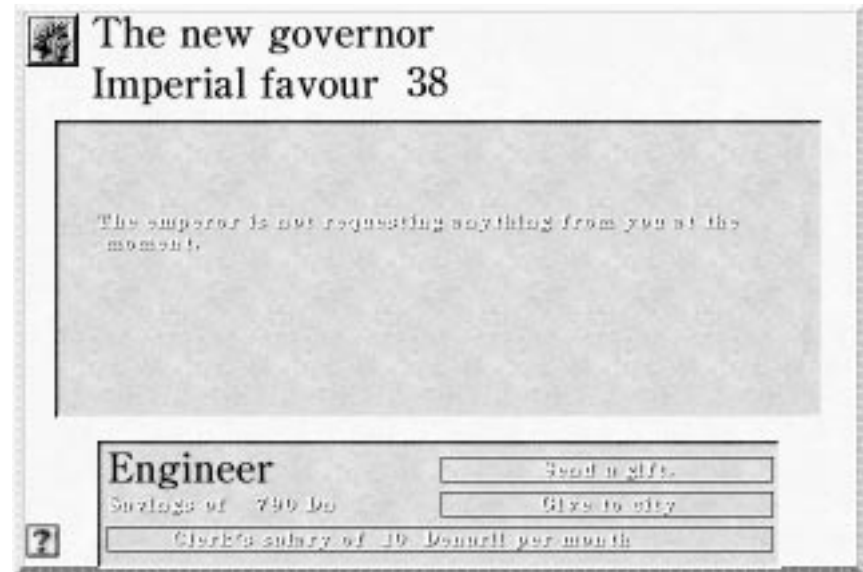 The new governor
Imperial favour 38
The emperor is not requesting anything from you at the
moment.
Engineer
Send a gift.
Savings of 790 Dn
Give to city
?
Clerk's salary of 10 Denarii per month